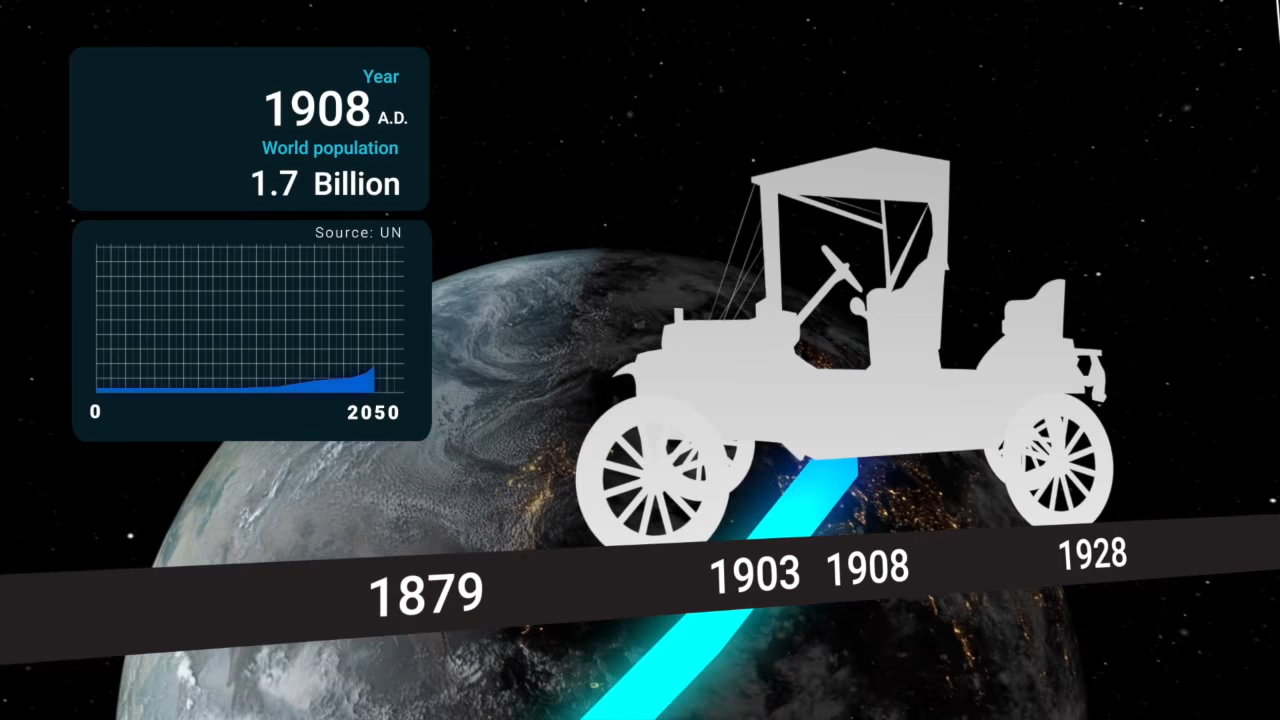 Year
1908 A.D.
World population
1.7 Billion
Source: UN
0 2050
1879 1903 1908 1928